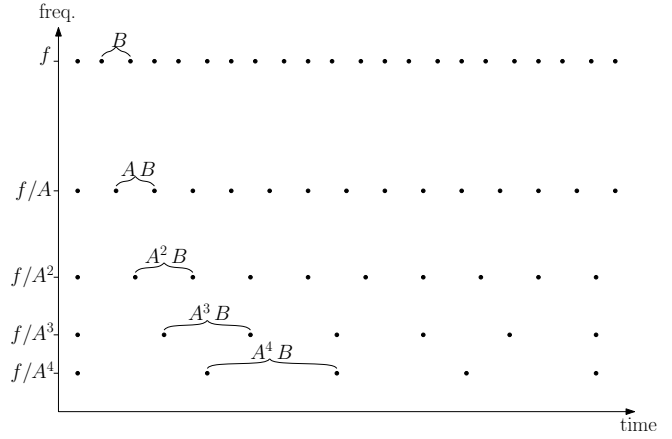 freq.
B
f
A B
f/A
A² B
f/A²
A³ B
f/A³
A⁴ B
f/A⁴
time